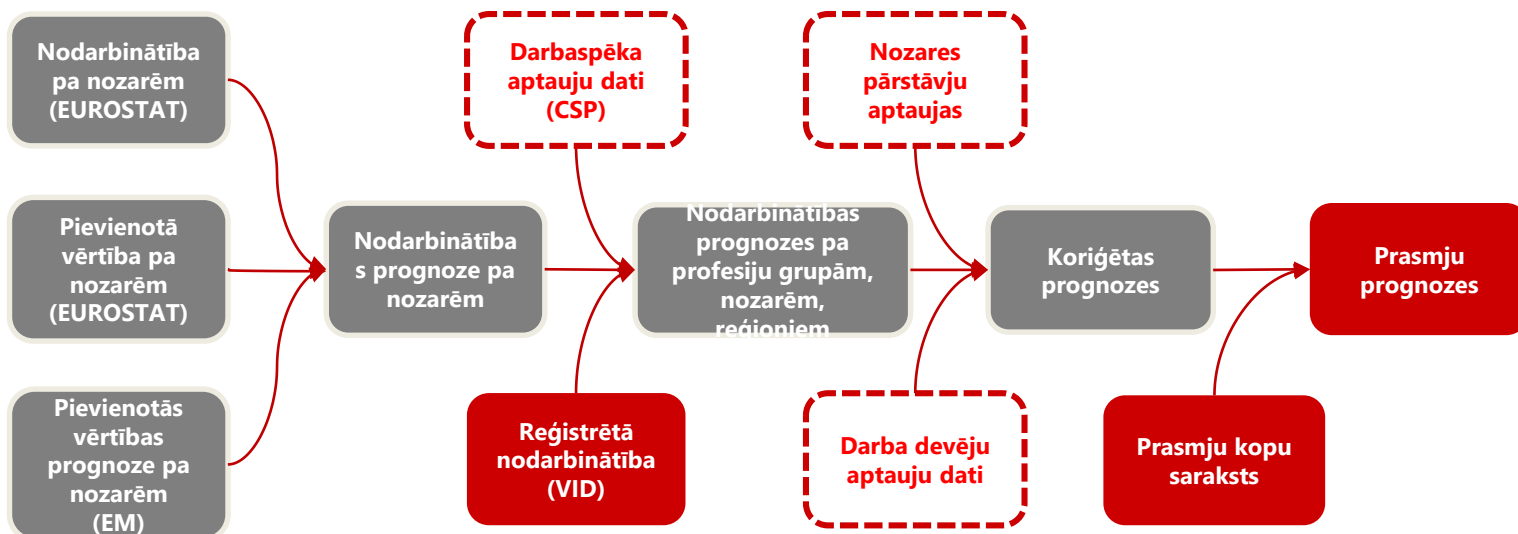 Nodarbinātība
pa nozarēm
(EUROSTAT)
Pievienotā
vērtība pa
nozarēm
(EUROSTAT)
Pievienotās
vērtības
prognoze pa
nozarēm
(EM)
Nodarbinātība
s prognoze pa
nozarēm
Darbaspēka
aptauju dati
(CSP)
Reģistrētā
nodarbinātība
(VID)
Nodarbinātības
prognozes pa
profesiju grupām,
nozarēm,
reģioniem
Nozares
pārstāvju
aptaujas
Darba devēju
aptauju dati
Koriģētas
prognozes
Prasmju kopu
saraksts
Prasmju
prognozes